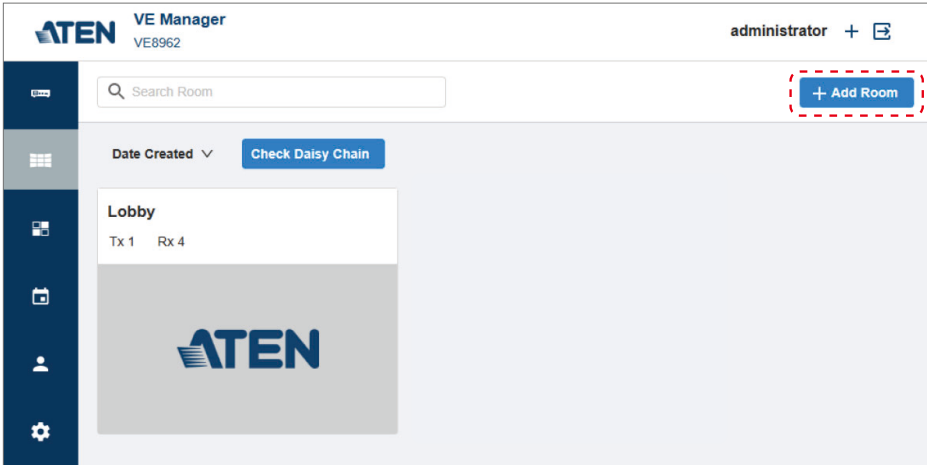 ATEN
VE Manager
VE8962
administrator
Search Room
+ Add Room
Date Created
Check Daisy Chain
Lobby
Tx 1 Rx 4
ATEN